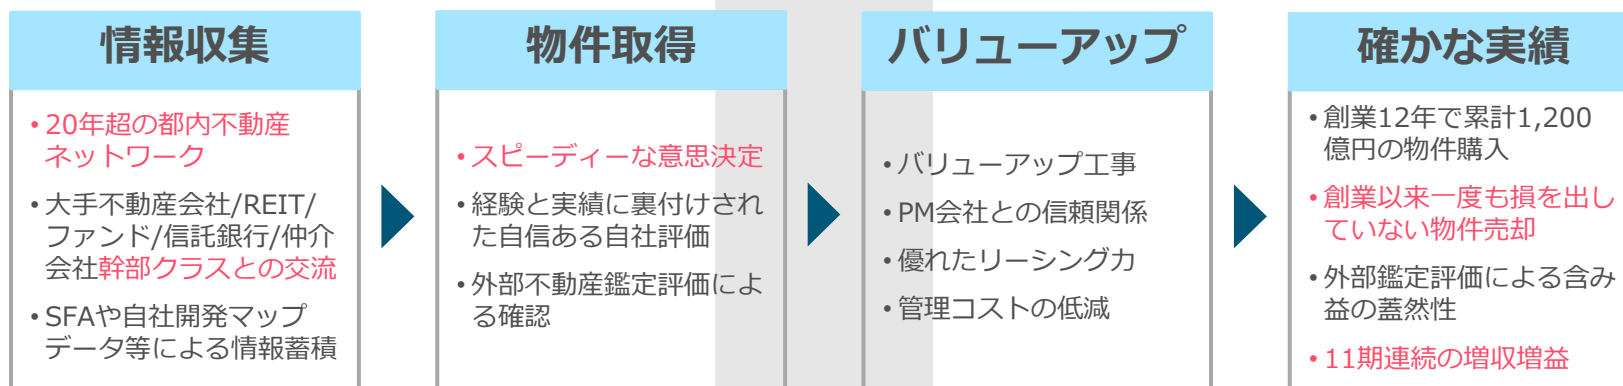 情報収集
• 20年超の都内不動産
ネットワーク
• 大手不動産会社/REIT/
ファンド/信託銀行/仲介
会社幹部クラスとの交流
• SFAや自社開発マップ
データ等による情報蓄積
物件取得
• スピーディーな意思決定
• 経験と実績に裏付けされ
た自信ある自社評価
• 外部不動産鑑定評価によ
る確認
バリューアップ
• バリューアップ工事
• PM会社との信頼関係
• 優れたリーシング力
• 管理コストの低減
確かな実績
• 創業12年で累計1,200
億円の物件購入
• 創業以来一度も損を出し
ていない物件売却
• 外部鑑定評価による含み
益の蓋然性
• 11期連続の増収増益